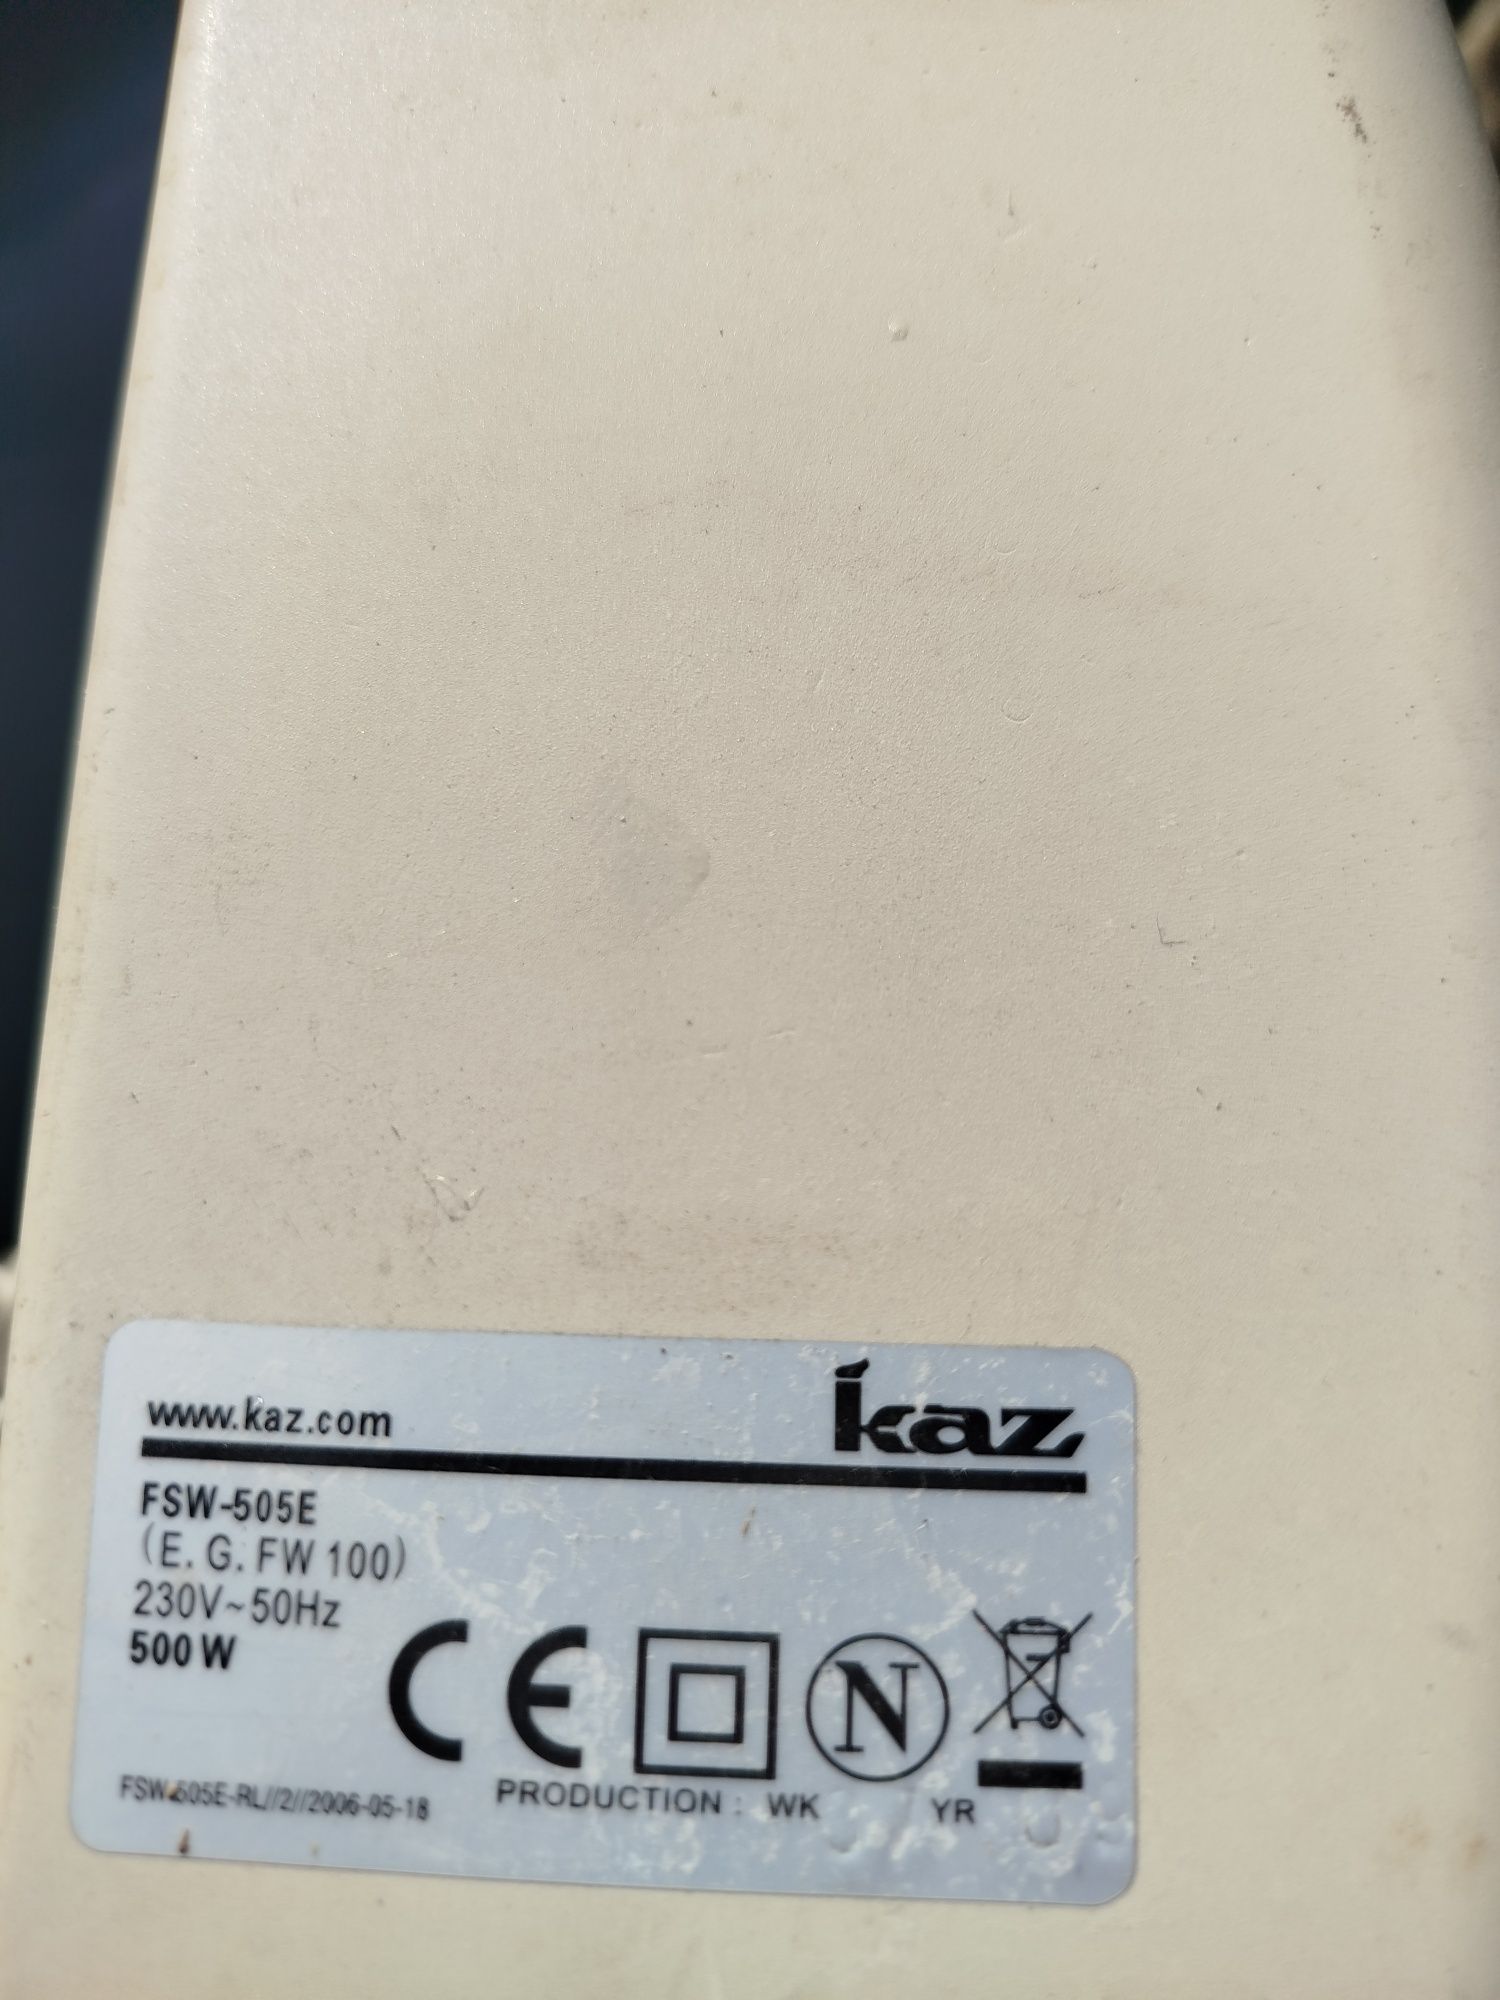 www.kaz.com
kaz
FSW-505E
(E. G. FW 100)
230V~50Hz
500 W
CE
N
FSW-505E-RL//2//2006-05-18
PRODUCTION : WK YR